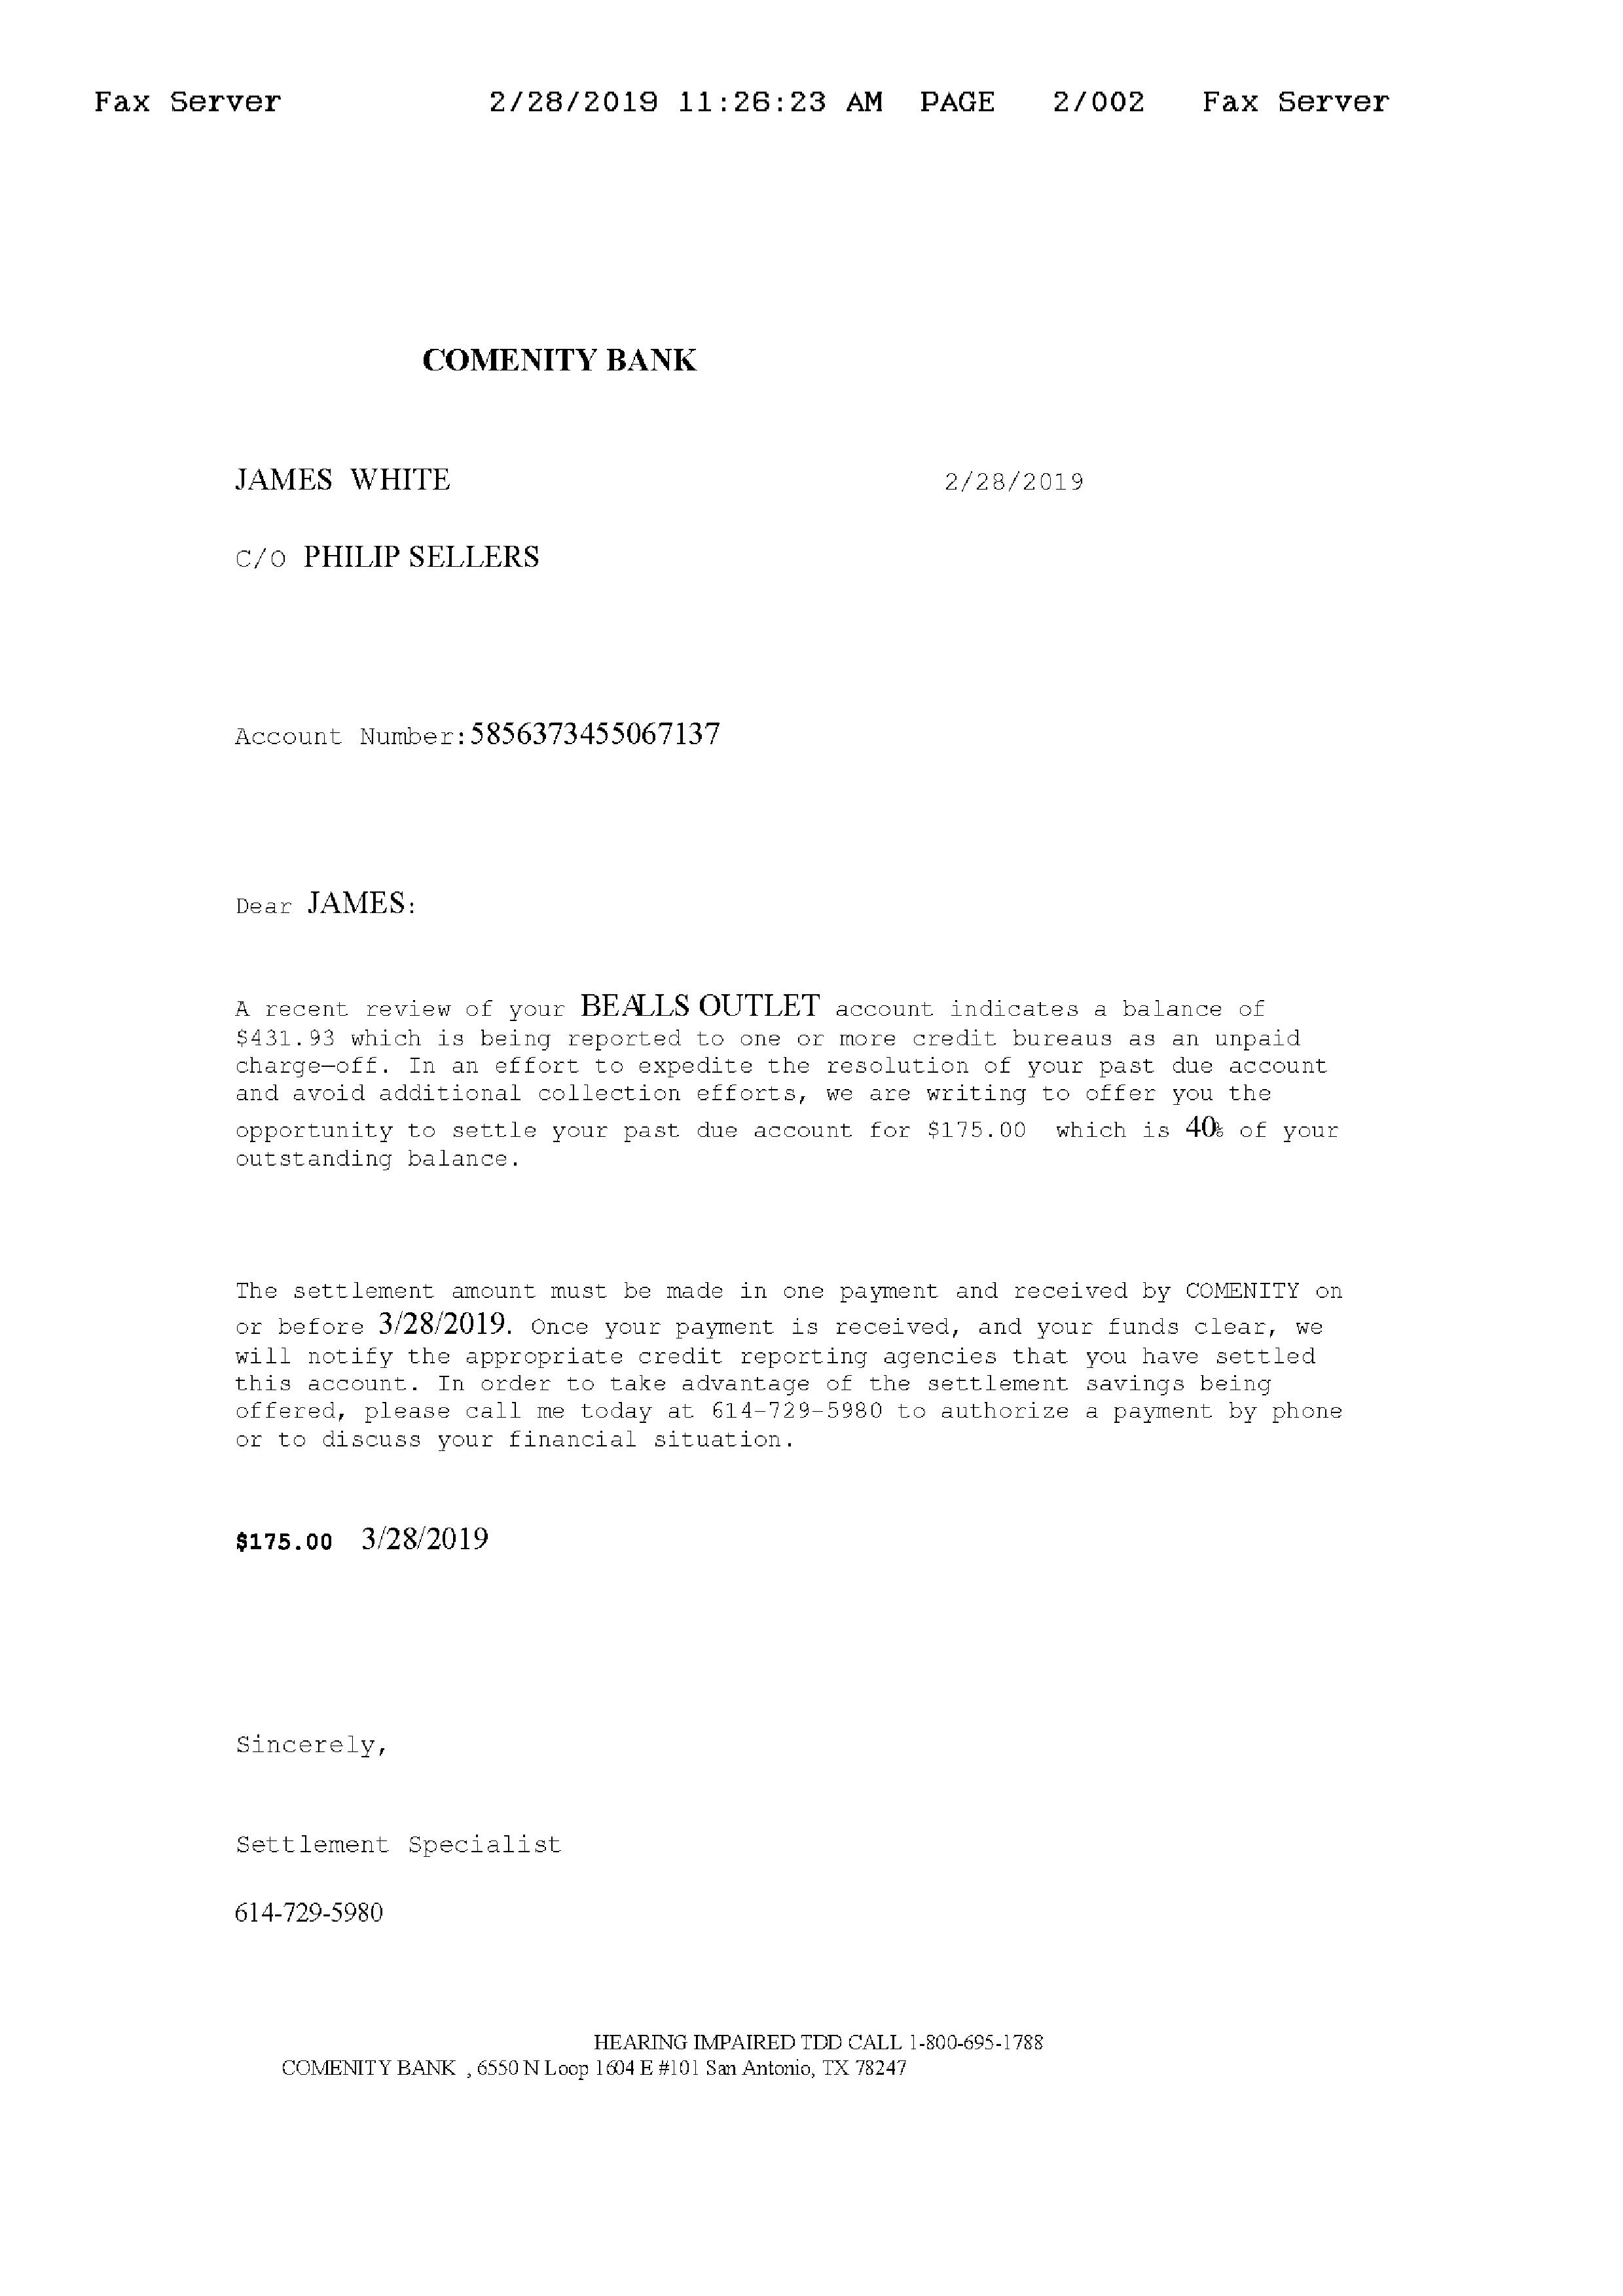 Fax Server 2/28/2019 11:26:23 AM PAGE 2/002 Fax Server
COMENITY BANK
JAMES WHITE 2/28/2019
C/O PHILIP SELLERS
Account Number:5856373455067137
Dear JAMES:
A recent review of your BEALLS OUTLET account indicates a balance of
$431.93 which is being reported to one or more credit bureaus as an unpaid
charge-off. In an effort to expedite the resolution of your past due account
and avoid additional collection efforts, we are writing to offer you the
opportunity to settle your past due account for $175.00 which is 40% of your
outstanding balance.
The settlement amount must be made in one payment and received by COMENITY on
or before 3/28/2019. Once your payment is received, and your funds clear, we
will notify the appropriate credit reporting agencies that you have settled
this account. In order to take advantage of the settlement savings being
offered, please call me today at 614-729-5980 to authorize a payment by phone
or to discuss your financial situation.
$175.00 3/28/2019
Sincerely,
Settlement Specialist
614-729-5980
HEARING IMPAIRED TDD CALL 1-800-695-1788
COMENITY BANK , 6550 N Loop 1604 E #101 San Antonio, TX 78247